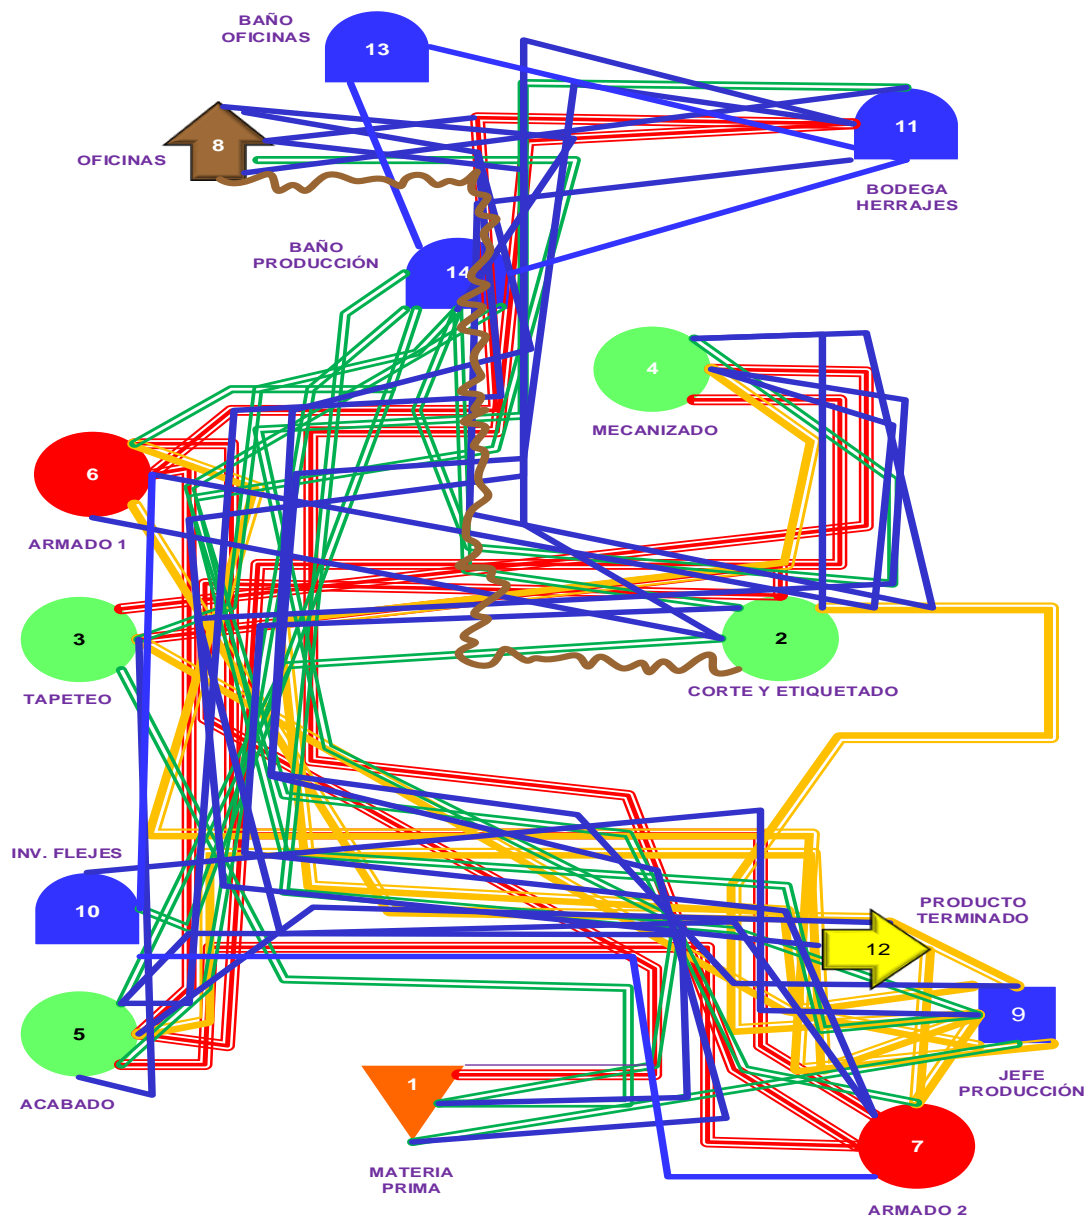 BAÑO
OFICINAS
13
11
BODEGA
HERRAJES
8
OFICINAS
BAÑO
PRODUCCIÓN
14
4
MECANIZADO
6
ARMADO 1
3
TAPETEO
2
CORTE Y ETIQUETADO
INV. FLEJES
10
PRODUCTO
TERMINADO
12
9
JEFE
PRODUCCIÓN
5
ACABADO
1
MATERIA
PRIMA
7
ARMADO 2